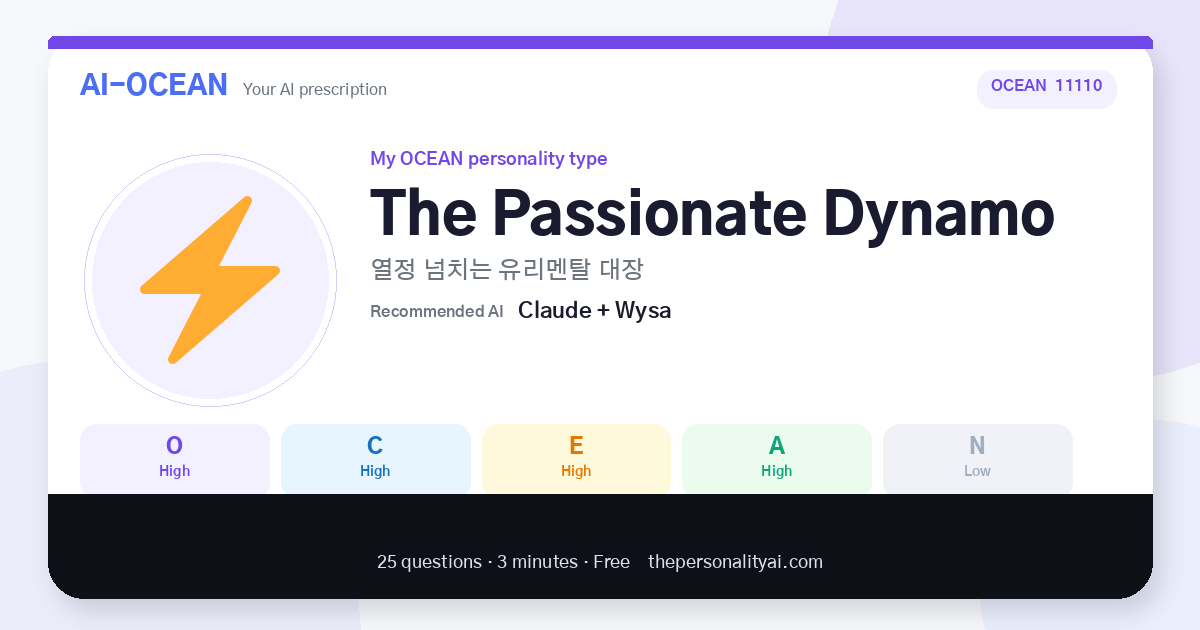 AI-OCEAN Your AI prescription
OCEAN 11110
My OCEAN personality type
The Passionate Dynamo
열정 넘치는 유리멘탈 대장
Recommended AI Claude + Wysa
O
High
C
High
E
High
A
High
N
Low
25 questions · 3 minutes · Free thepersonalityai.com